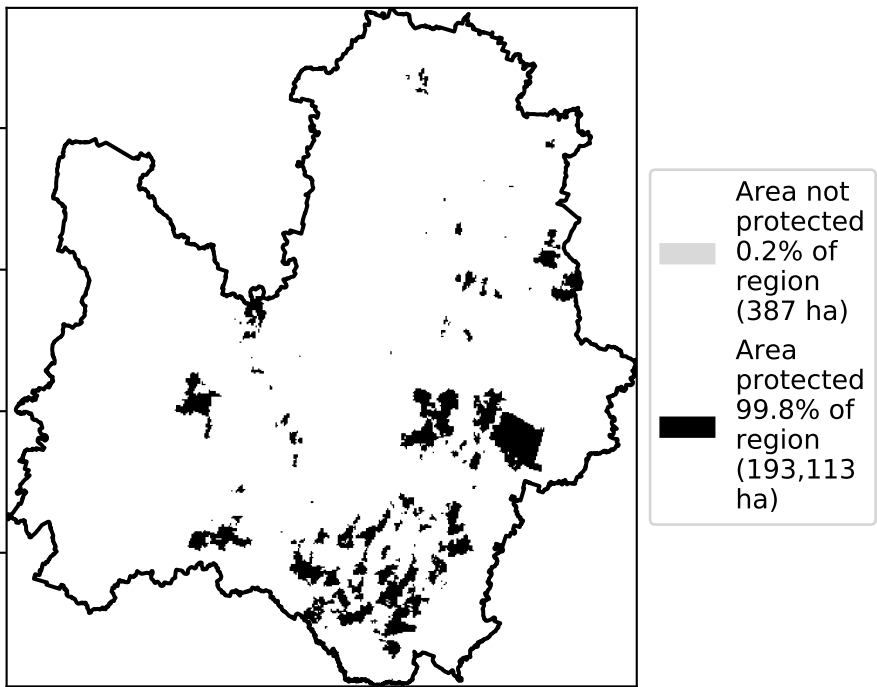 Area not
protected
0.2% of
region
(387 ha)
Area
protected
99.8% of
region
(193,113
ha)